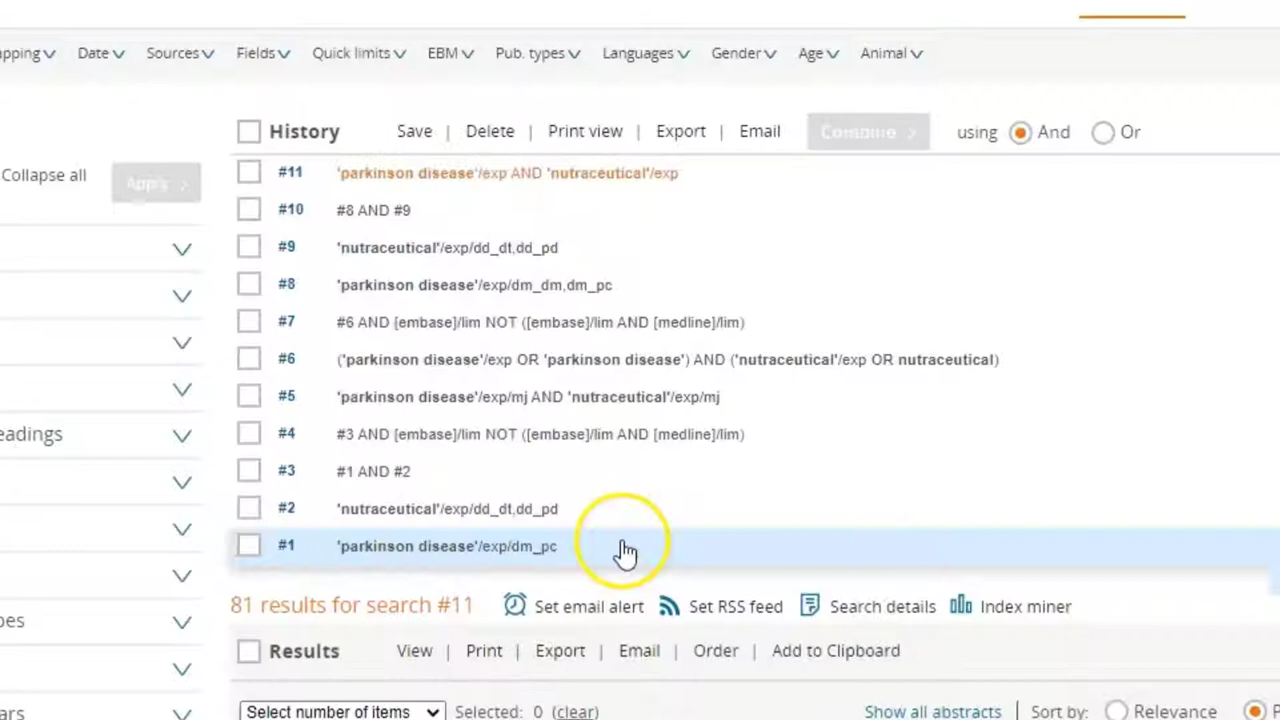 pping Date Sources Fields Quick limits EBM Pub. types Languages Gender Age Animal
History Save | Delete | Print view | Export | Email Combine > using And Or
Collapse all Apply >
#11 'parkinson disease'/exp AND 'nutraceutical'/exp
#10 #8 AND #9
#9 'nutraceutical'/exp/dd_dt,dd_pd
#8 'parkinson disease'/exp/dm_dm,dm_pc
#7 #6 AND [embase]/lim NOT ([embase]/lim AND [medline]/lim)
#6 ('parkinson disease'/exp OR 'parkinson disease') AND ('nutraceutical'/exp OR nutraceutical)
#5 'parkinson disease'/exp/mj AND 'nutraceutical'/exp/mj
eadings
#4 #3 AND [embase]/lim NOT ([embase]/lim AND [medline]/lim)
#3 #1 AND #2
#2 'nutraceutical'/exp/dd_dt,dd_pd
#1 'parkinson disease'/exp/dm_pc
81 results for search #11 Set email alert Set RSS feed Search details Index miner
pes
Results View | Print | Export | Email | Order | Add to Clipboard
ars
Select number of items Selected: 0 (clear) Show all abstracts | Sort by: Relevance P